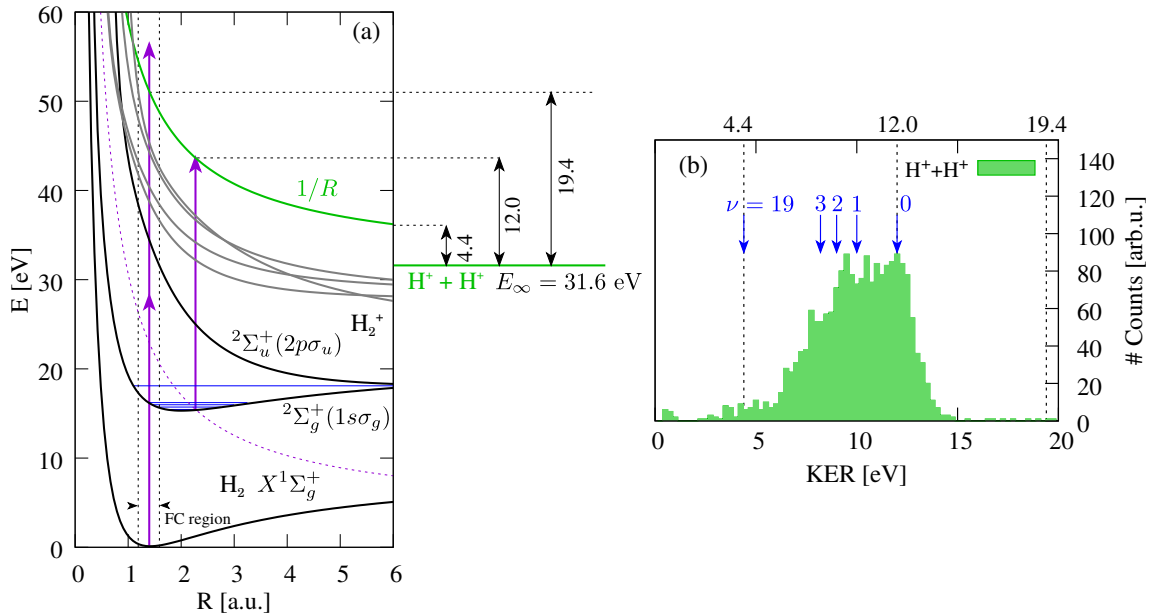 (a)
60
50
40
30
20
10
0
E [eV]
0 1 2 3 4 5 6
R [a.u.]
1/R
19.4
12.0
4.4
H⁺ + H⁺ E∞ = 31.6 eV
H₂⁺
²Σᵤ⁺(2pσᵤ)
²Σg⁺(1sσg)
H₂ X¹Σg⁺
FC region
4.4 12.0 19.4
(b)
H⁺+H⁺
ν = 19 3 2 1 0
140
120
100
80
60
40
20
0
# Counts [arb.u.]
0 5 10 15 20
KER [eV]